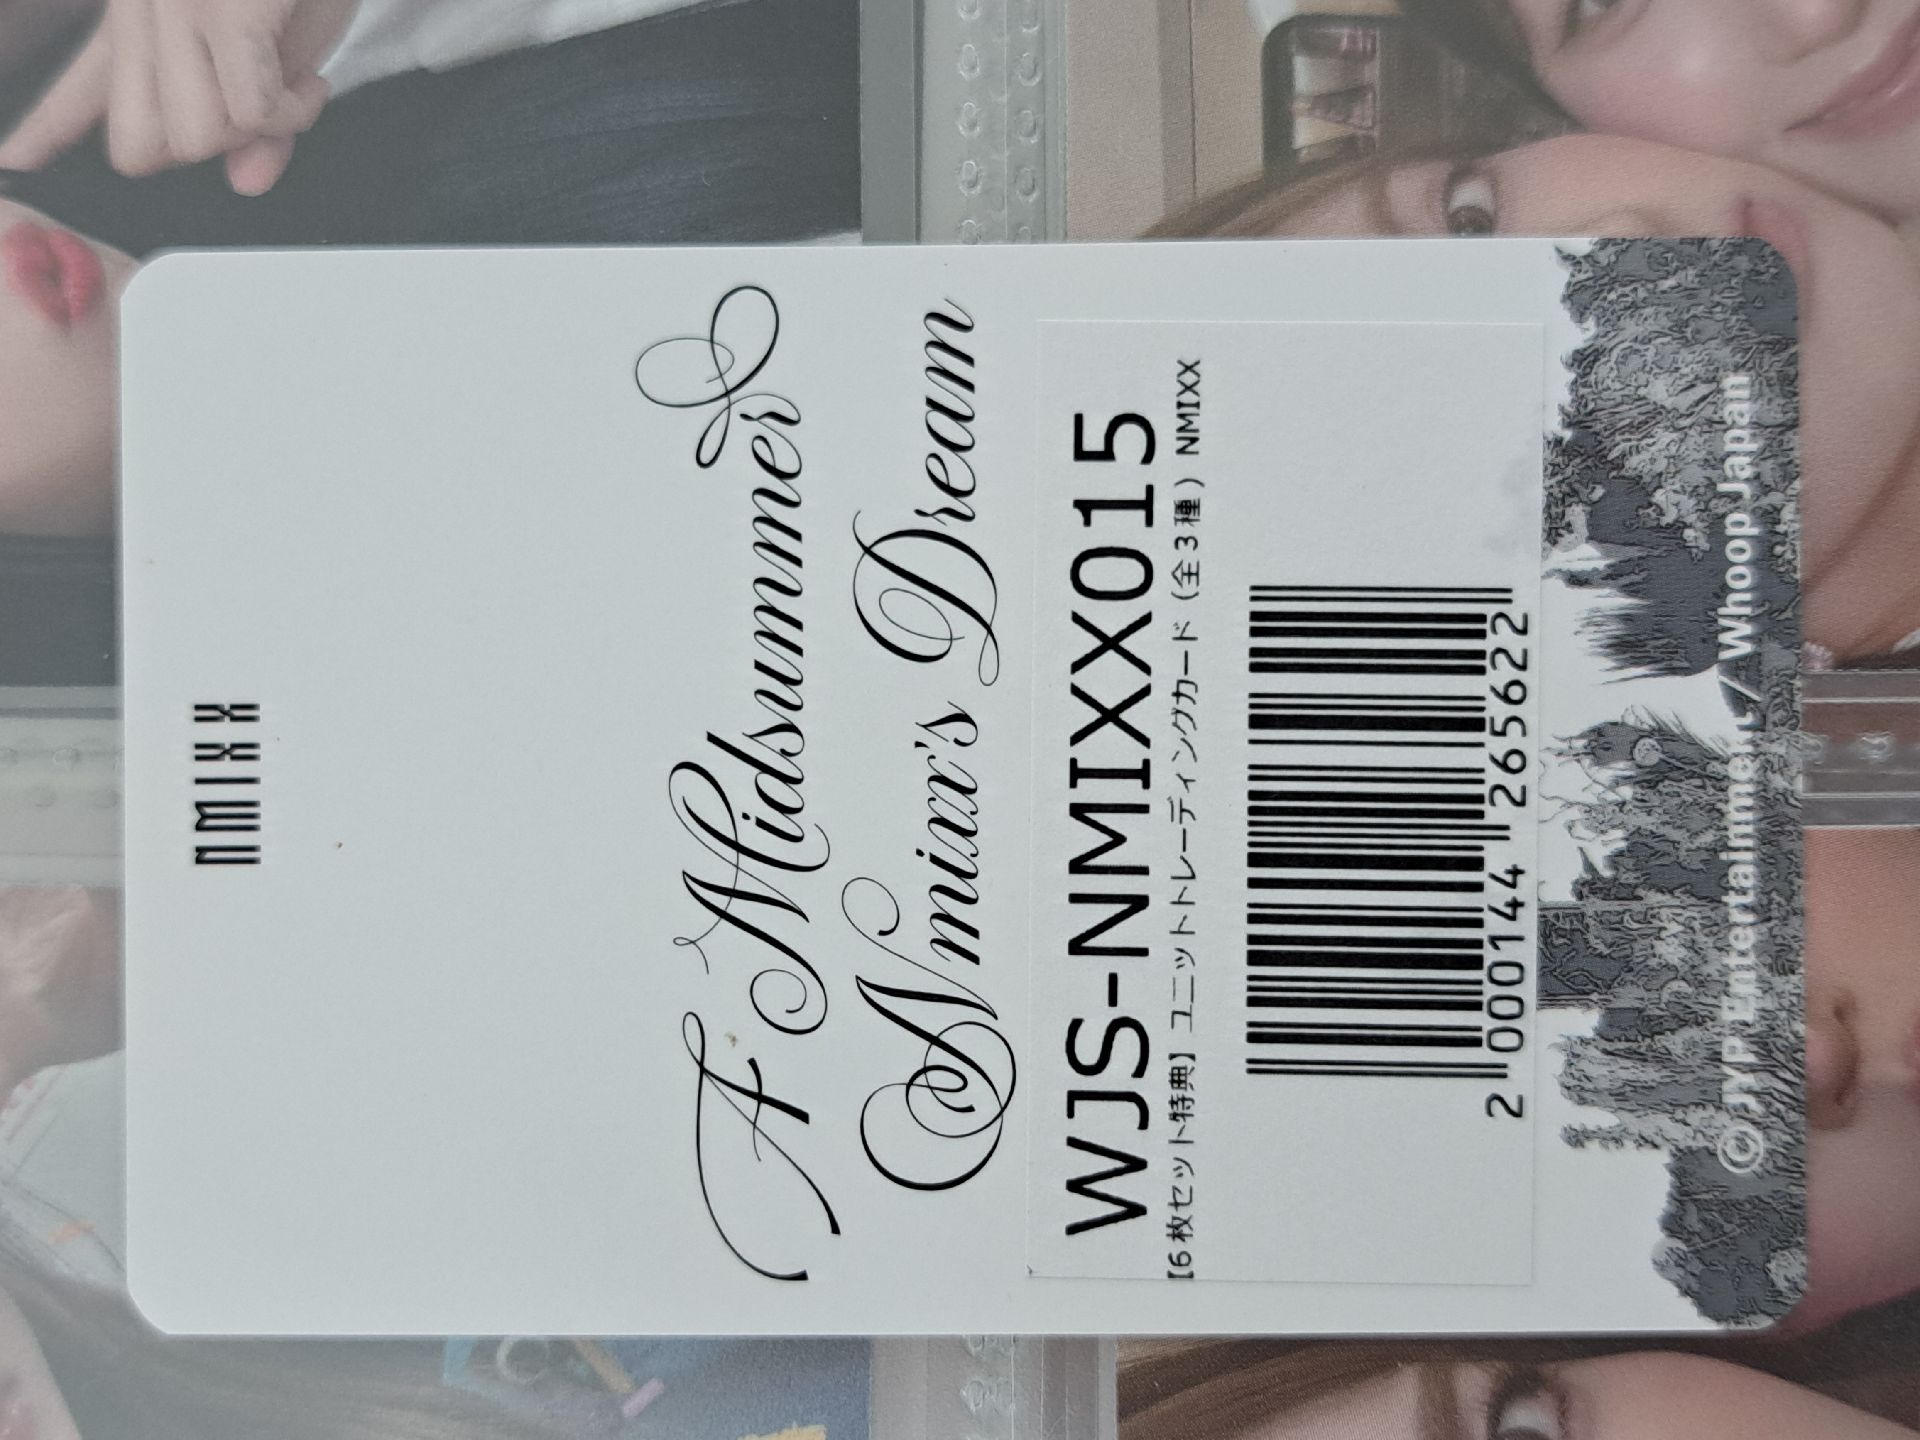 NMIXX
A Midsummer
Nmixx's Dream
WJS-NMIXX015
【6枚セット特典】ユニットトレーディングカード（全3種）NMIXX
2 000144 265622
© JYP Entertainment / Whoop Japan